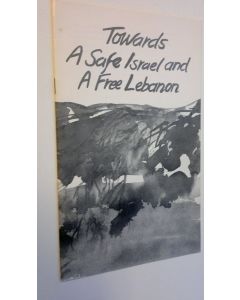 Towards
A Safe Israel and
A Free Lebanon